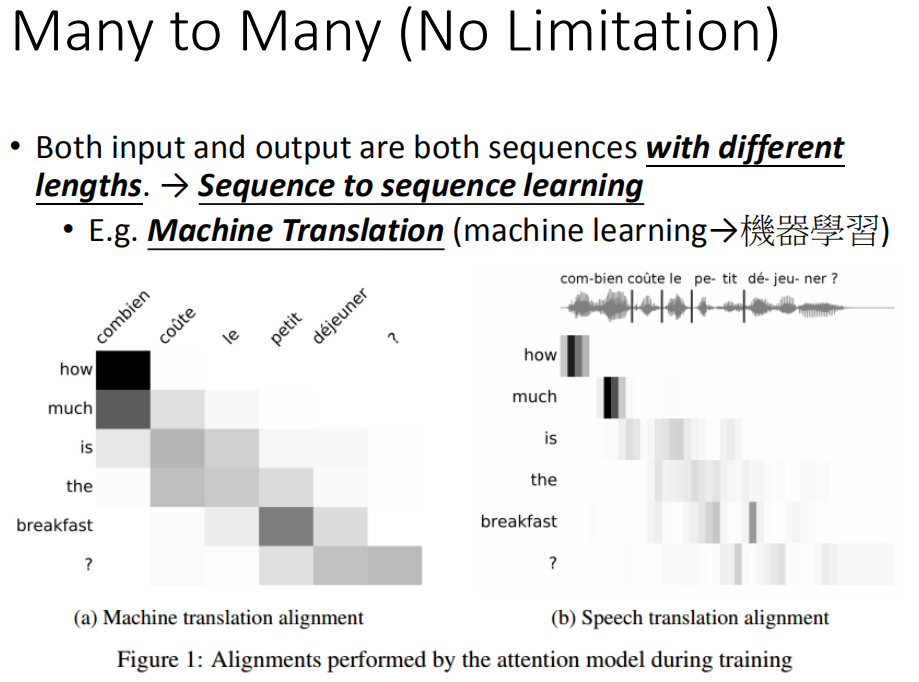 Many to Many (No Limitation)
• Both input and output are both sequences with different
lengths. → Sequence to sequence learning
• E.g. Machine Translation (machine learning→機器學習)
combien
coûte
le
petit
déjeuner
?
how
much
is
the
breakfast
?
(a) Machine translation alignment
com-bien coûte le pe- tit dé- jeu- ner ?
how
much
is
the
breakfast
?
(b) Speech translation alignment
Figure 1: Alignments performed by the attention model during training